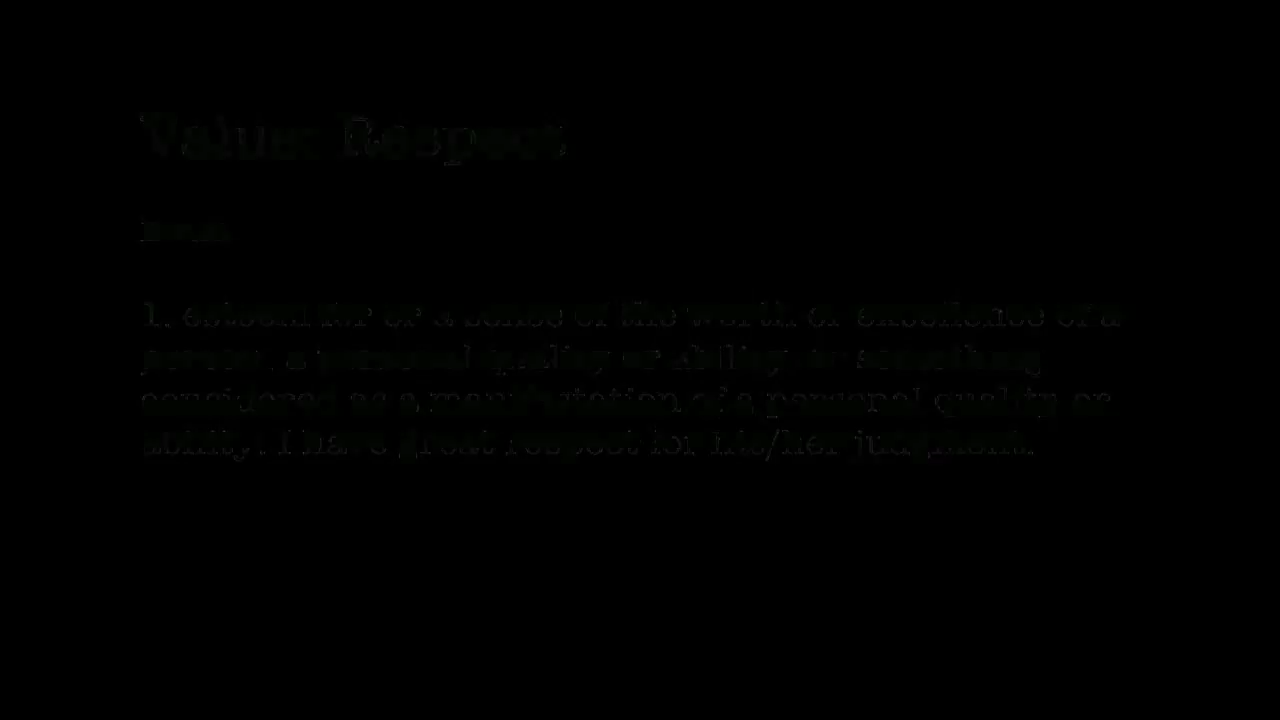 Value: Respect
noun
1. esteem for or a sense of the worth or excellence of a
person, a personal quality or ability, or something
considered as a manifestation of a personal quality or
ability: I have great respect for his/her judgment.